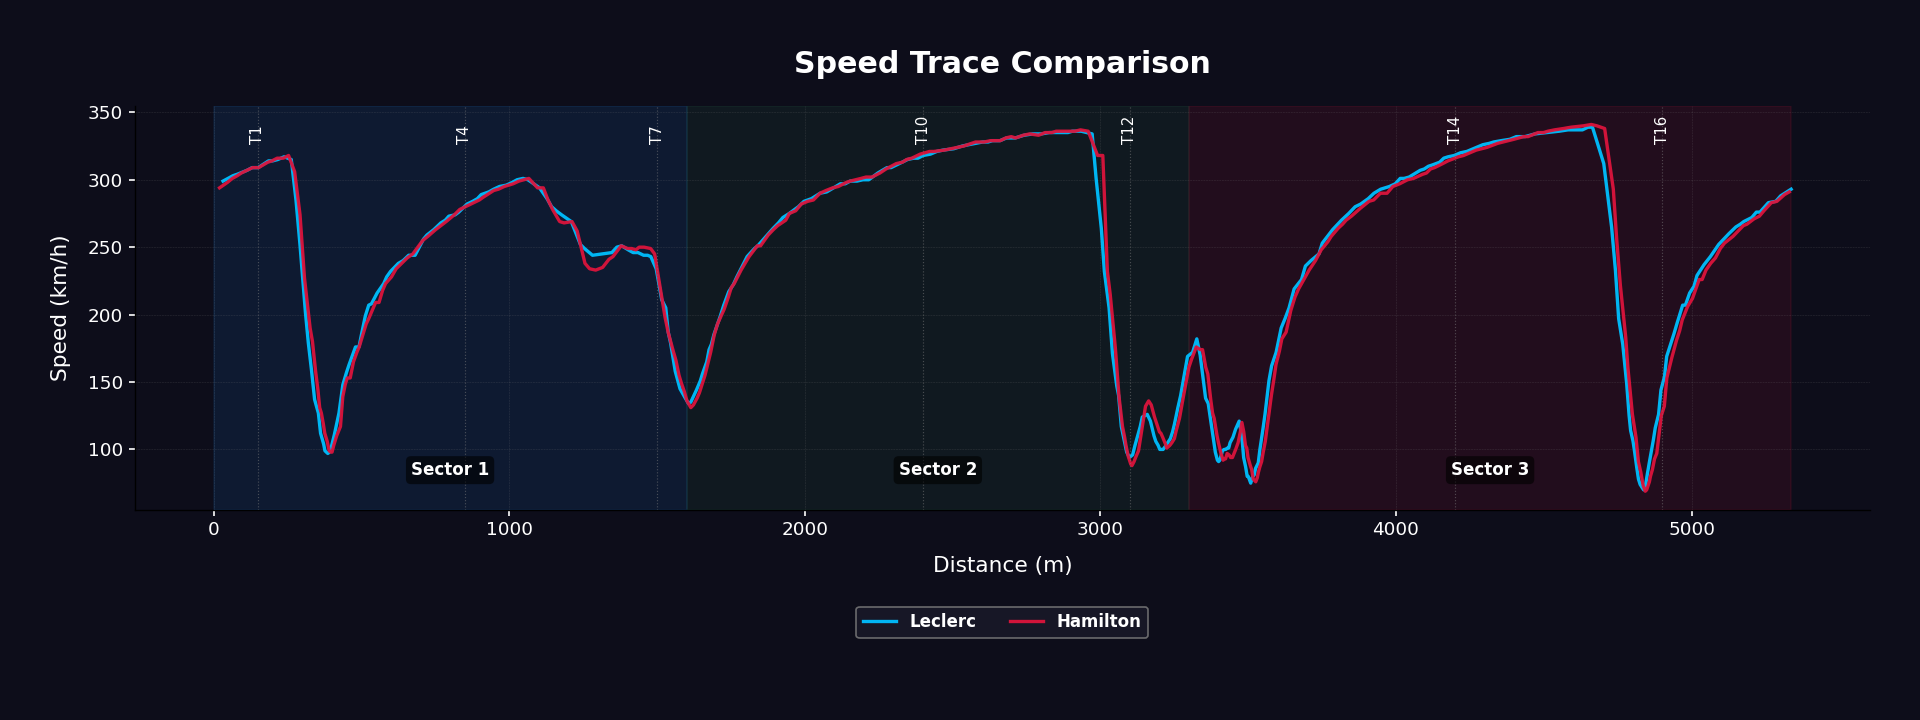 Speed Trace Comparison
350
300
250
200
150
100
Speed (km/h)
T1
T4
T7
T10
T12
T14
T16
Sector 1
Sector 2
Sector 3
0
1000
2000
3000
4000
5000
Distance (m)
Leclerc
Hamilton